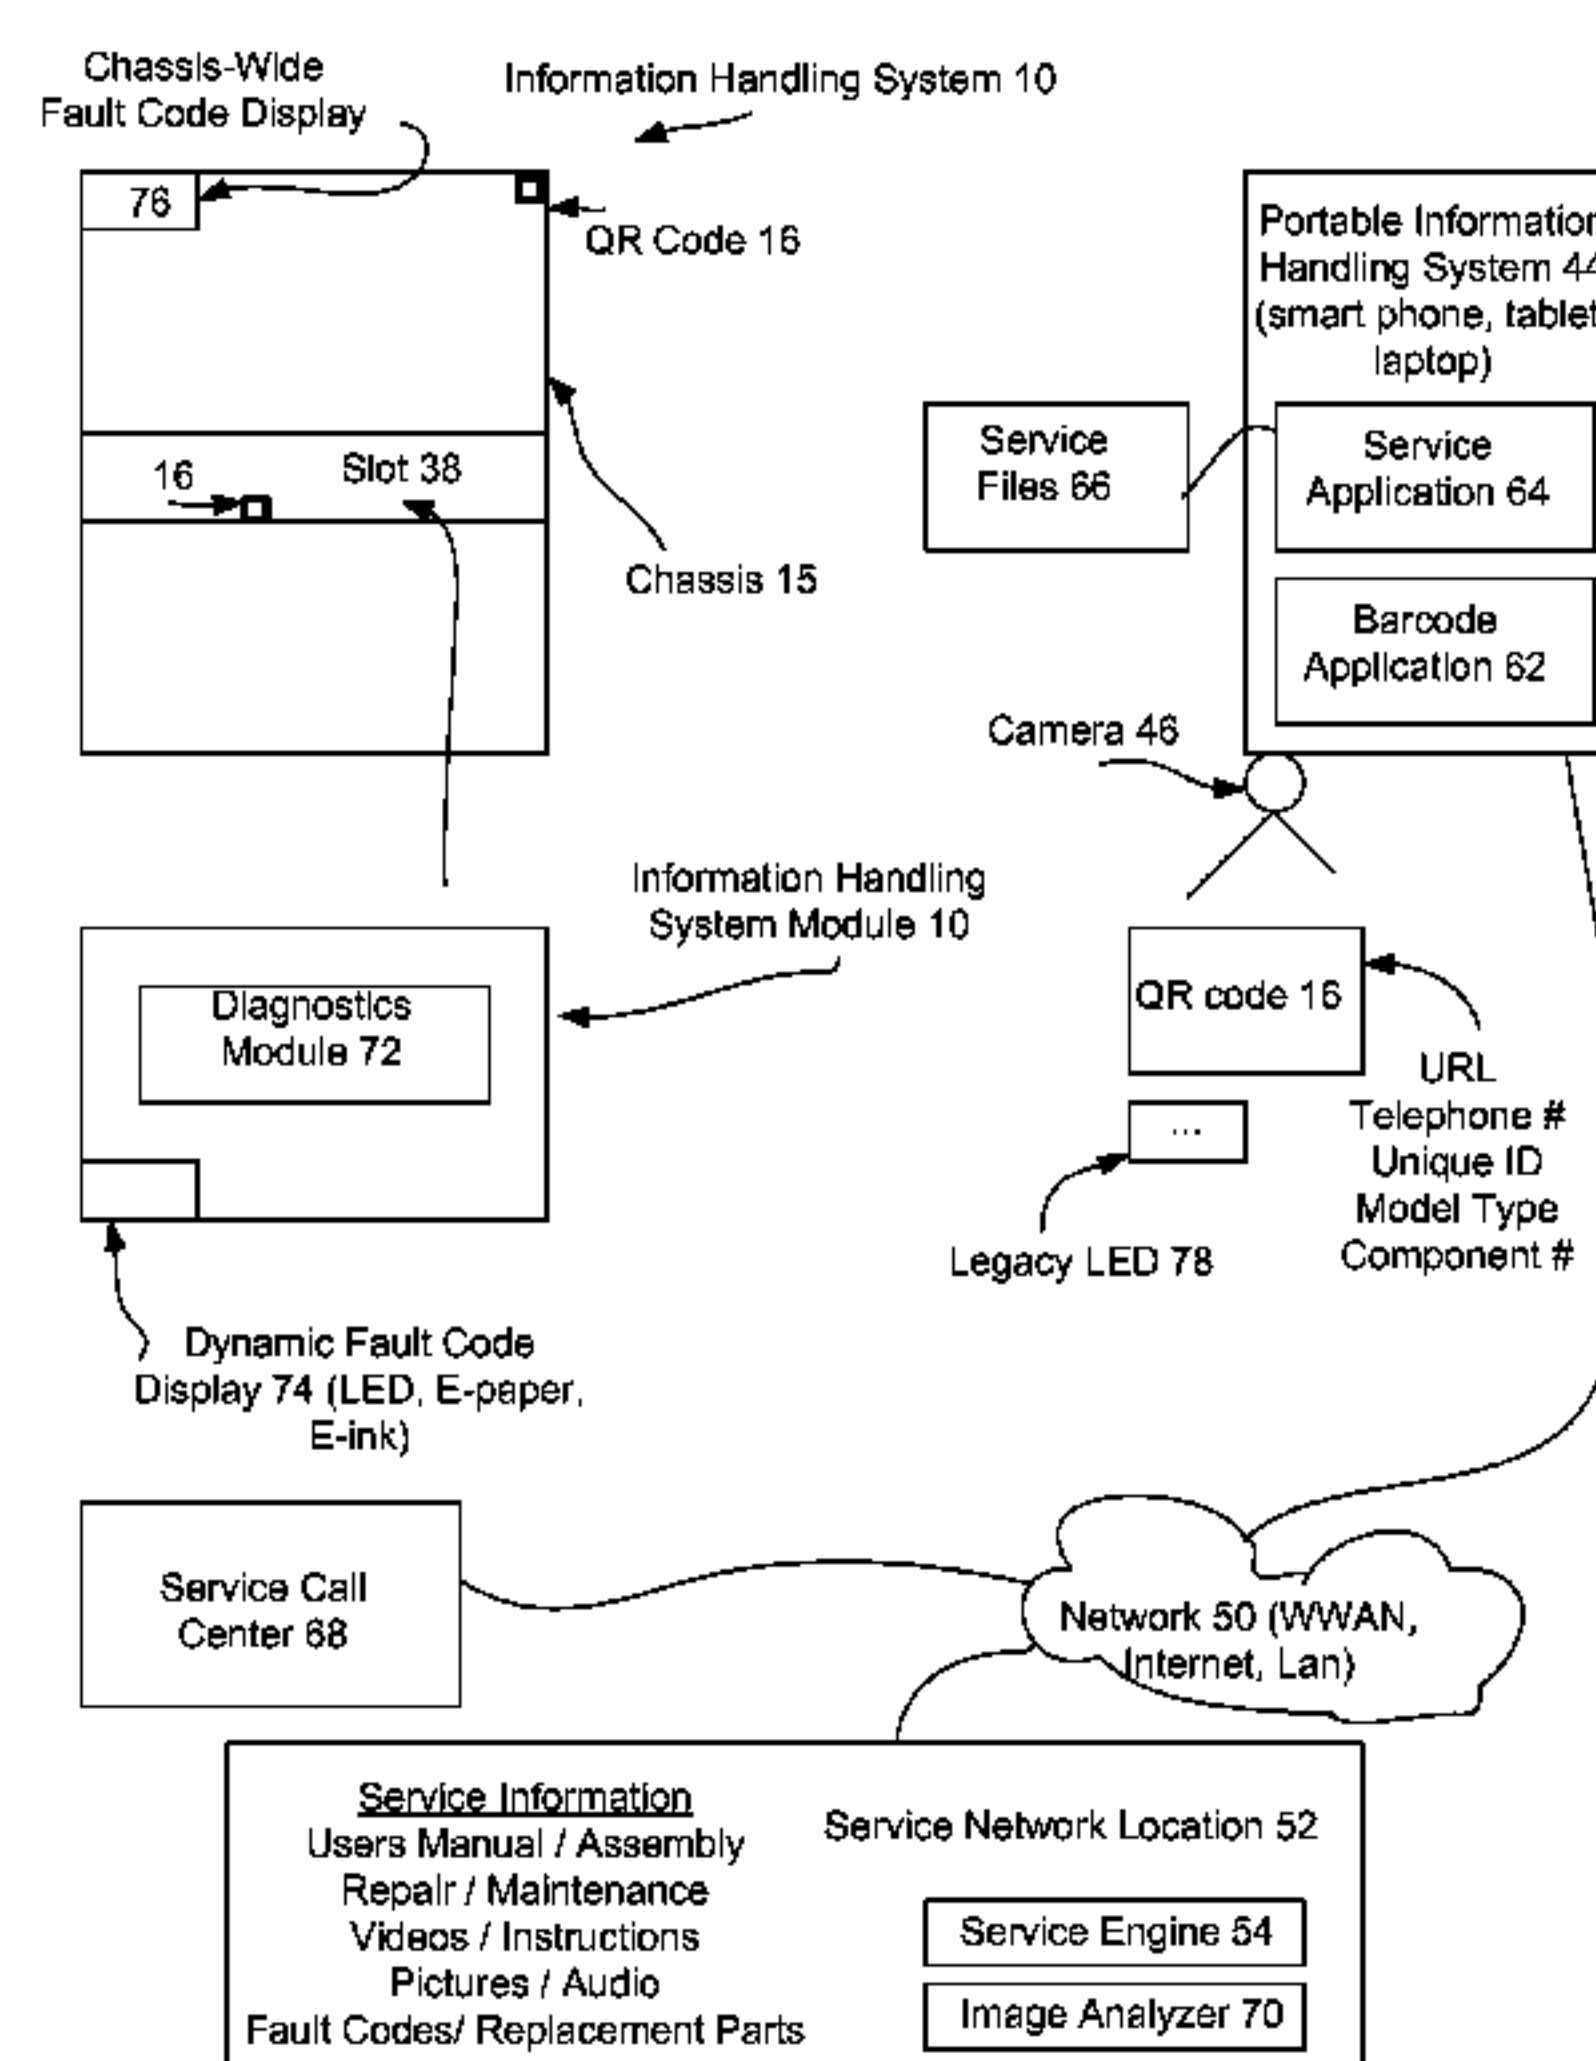 Chassis-Wide
Fault Code Display
Information Handling System 10
76
QR Code 16
16
Slot 38
Chassis 15
Portable Information
Handling System 44
(smart phone, tablet
laptop)
Service
Files 66
Service
Application 64
Barcode
Application 62
Camera 46
Information Handling
System Module 10
Diagnostics
Module 72
QR code 16
URL
Telephone #
Unique ID
Model Type
Component #
...
Legacy LED 78
Dynamic Fault Code
Display 74 (LED, E-paper,
E-ink)
Service Call
Center 68
Network 50 (WWAN,
Internet, Lan)
Service Information
Users Manual / Assembly
Repair / Maintenance
Videos / Instructions
Pictures / Audio
Fault Codes/ Replacement Parts
Service Network Location 52
Service Engine 54
Image Analyzer 70